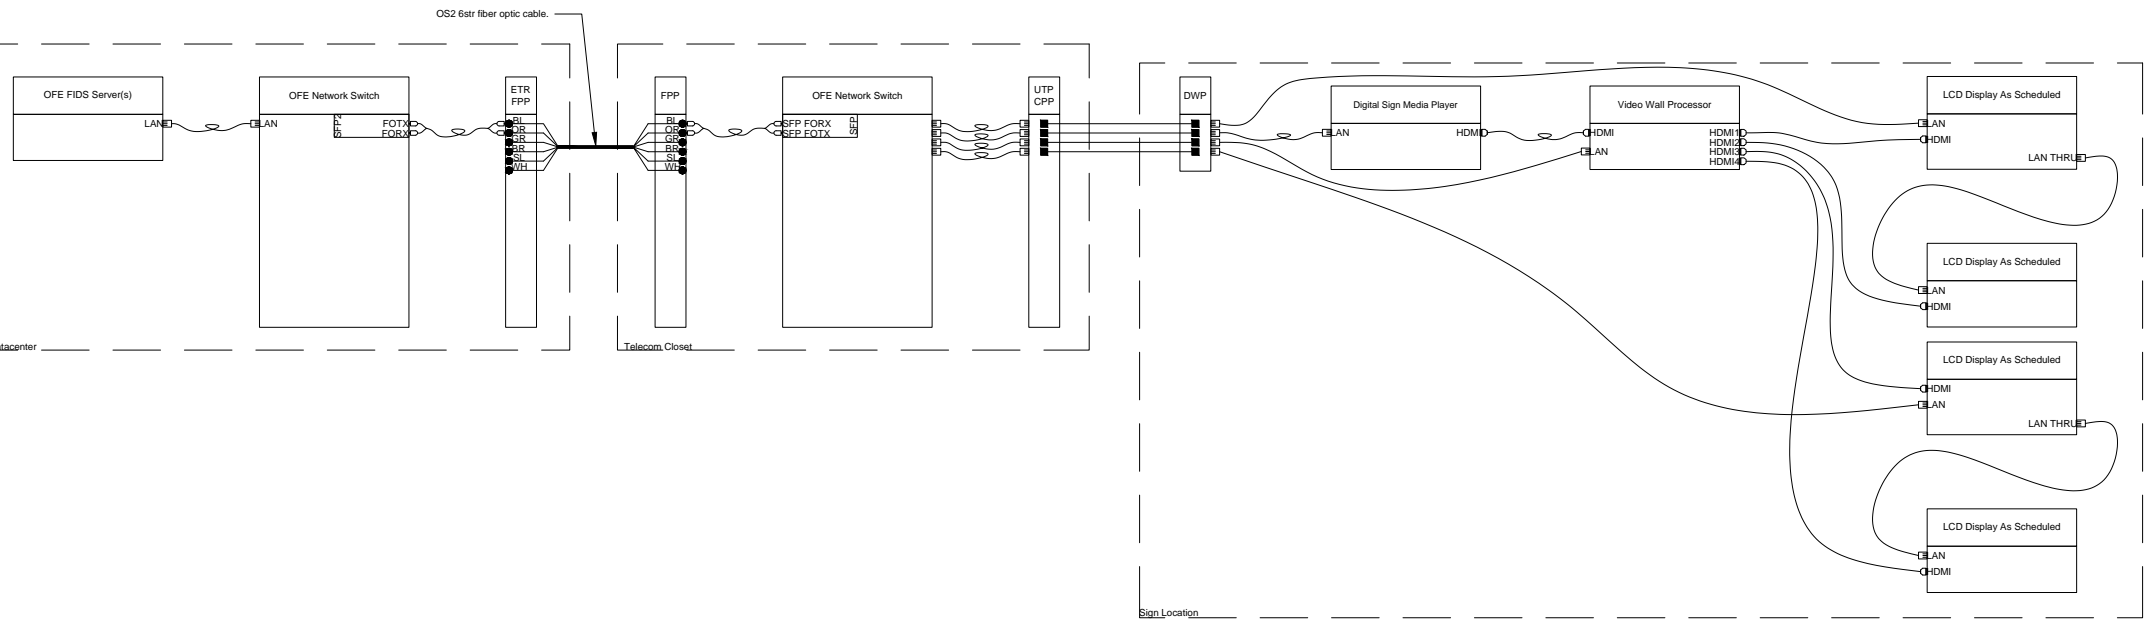 OS2 6str fiber optic cable.
OFE FIDS Server(s)
LAN
OFE Network Switch
LAN
SFP2
FOTX
FORX
ETR
FPP
BL
OR
GR
BR
SL
WH
atacenter
FPP
BL
OR
GR
BR
SL
WH
OFE Network Switch
SFP FORX
SFP FOTX
SFP
UTP
CPP
Telecom Closet
DWP
Digital Sign Media Player
LAN
HDMI
Video Wall Processor
HDMI
LAN
HDMI1
HDMI2
HDMI3
HDMI4
LCD Display As Scheduled
LAN
HDMI
LAN THRU
LCD Display As Scheduled
LAN
HDMI
LCD Display As Scheduled
HDMI
LAN
LAN THRU
LCD Display As Scheduled
LAN
HDMI
Sign Location